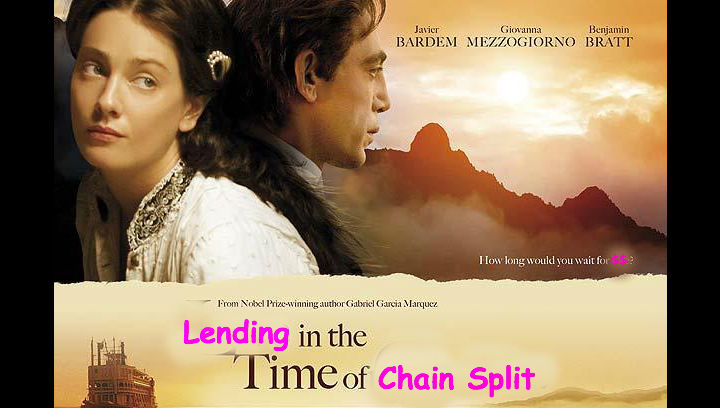 Javier Giovanna Benjamin
BARDEM MEZZOGIORNO BRATT
How long would you wait for $$?
From Nobel Prize-winning author Gabriel Garcia Marquez
Lending in the
Time of Chain Split